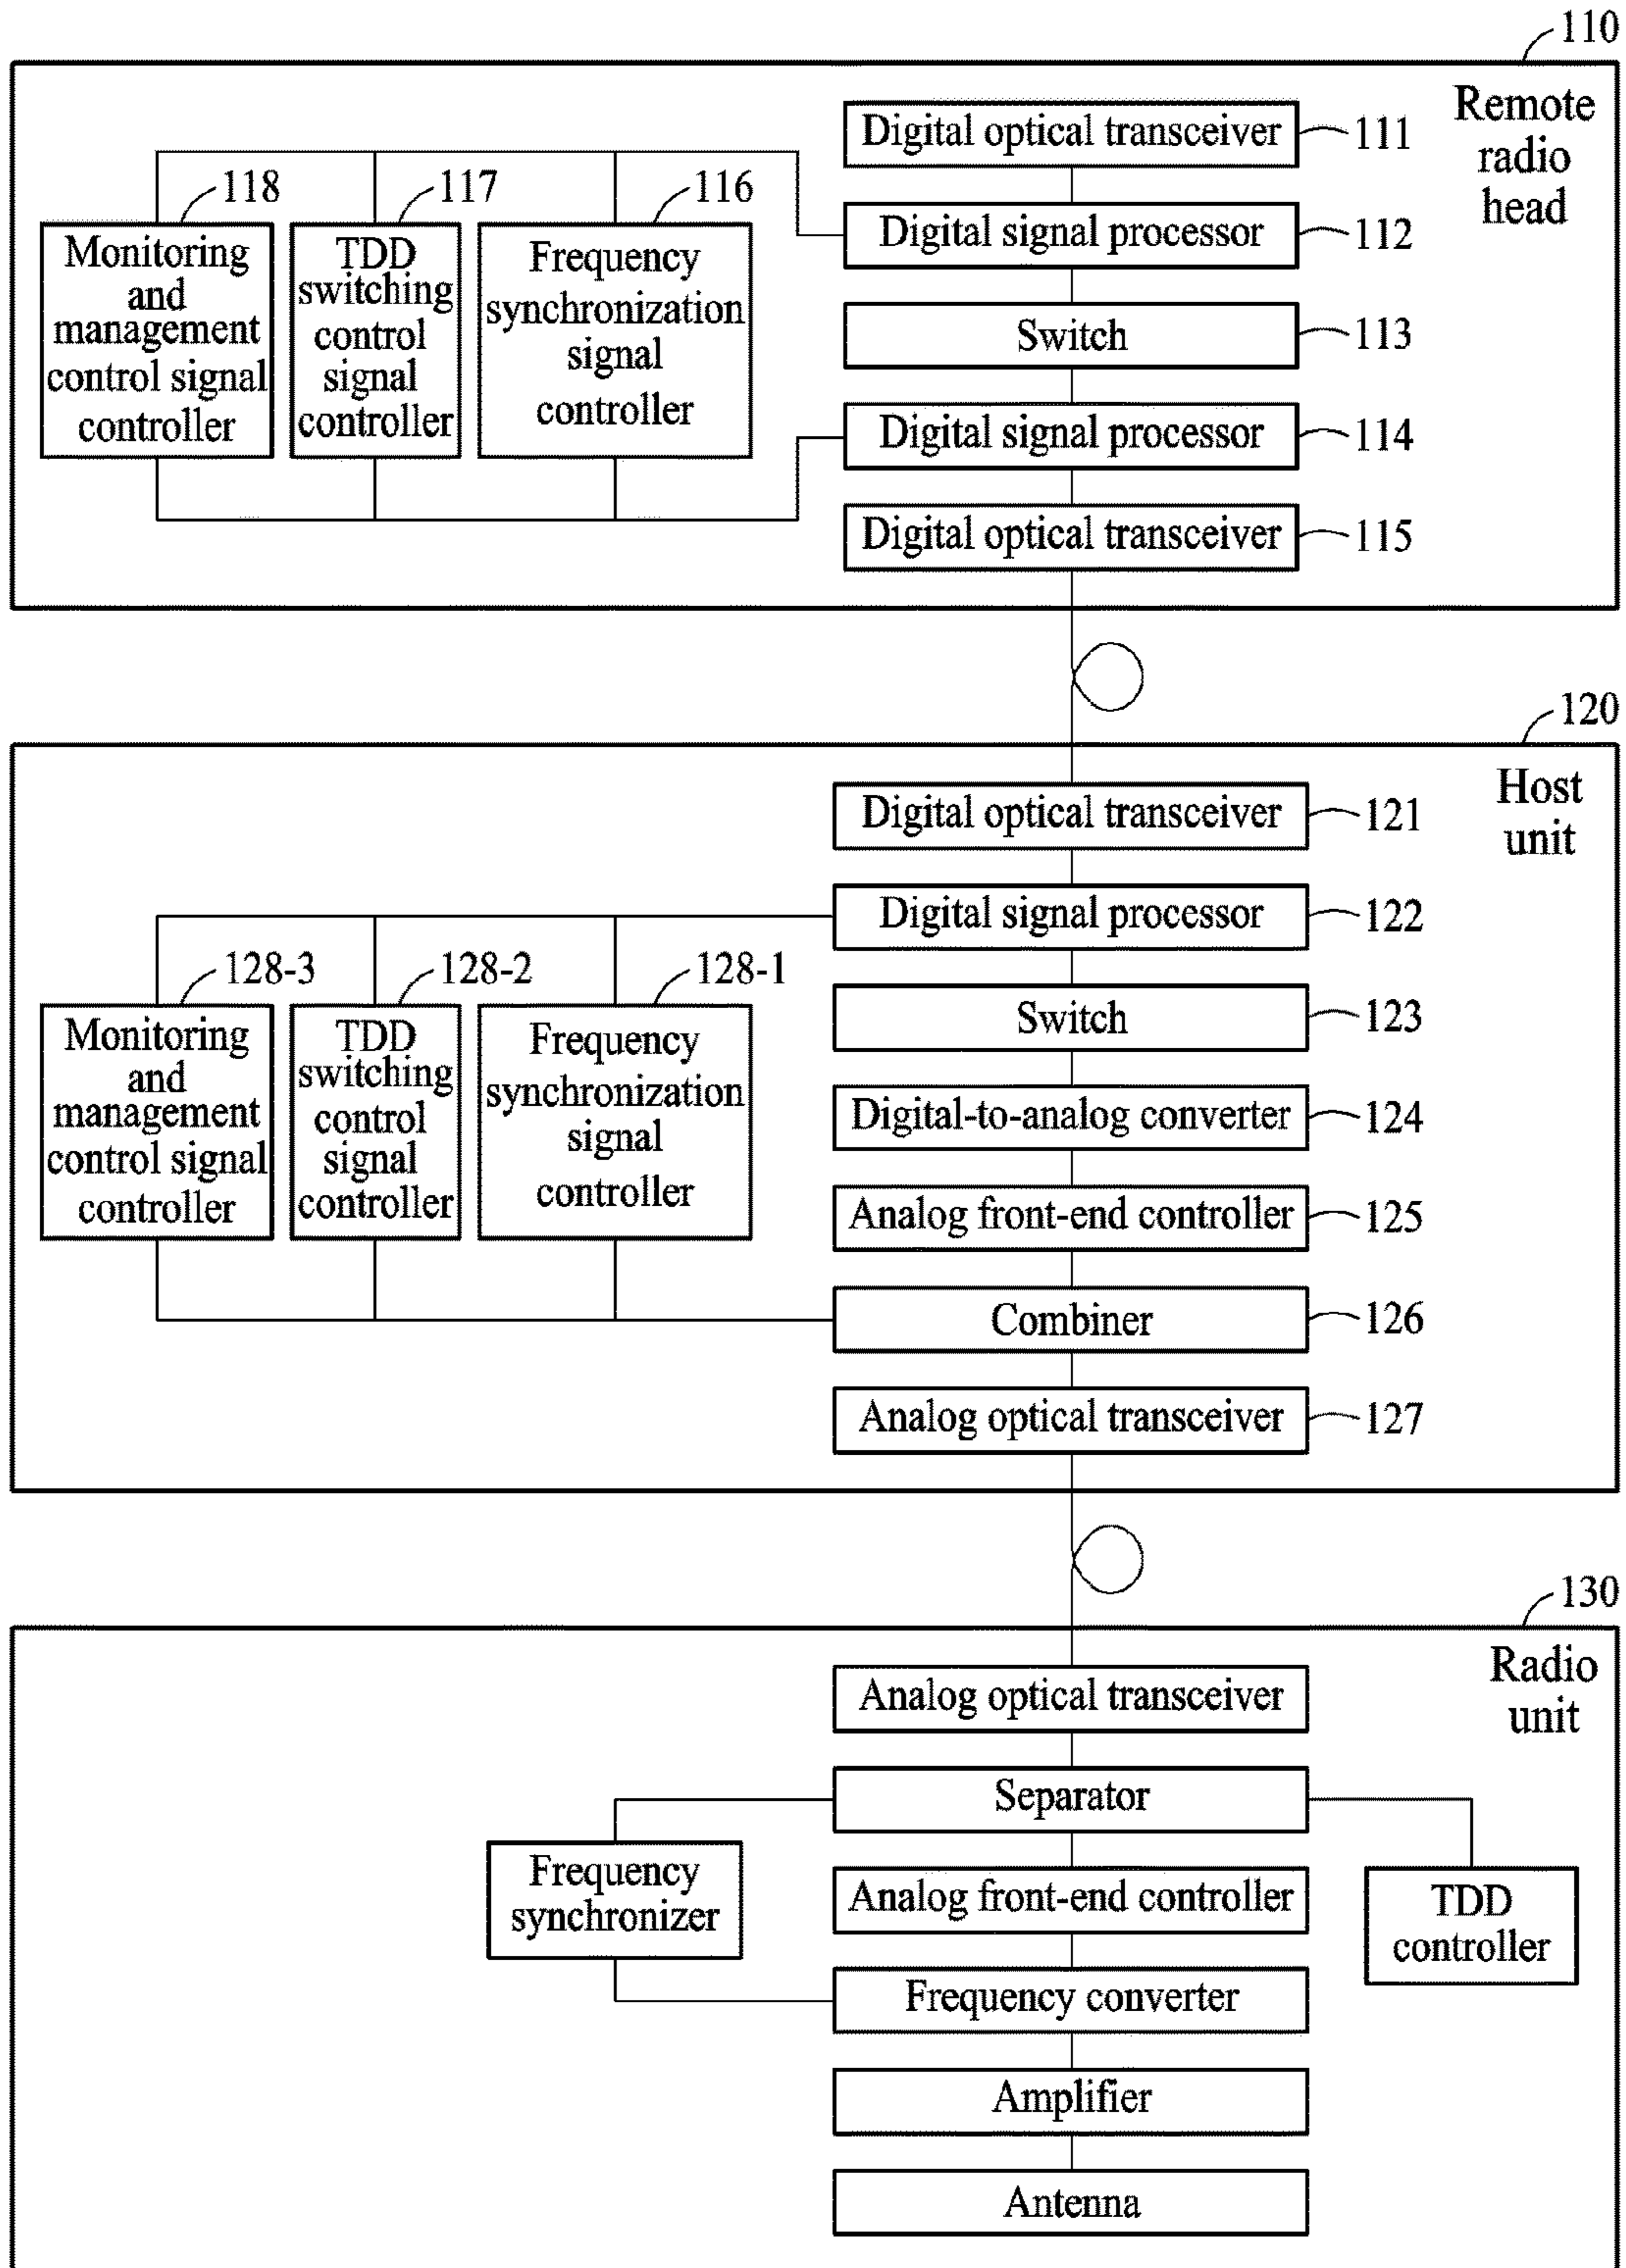 110
Remote
radio
head
Digital optical transceiver
111
118
117
116
Digital signal processor
112
Monitoring
and
management
control signal
controller
TDD
switching
control
signal
controller
Frequency
synchronization
signal
controller
Switch
113
Digital signal processor
114
Digital optical transceiver
115
120
Host
unit
Digital optical transceiver
121
Digital signal processor
122
128-3
128-2
128-1
Monitoring
and
management
control signal
controller
TDD
switching
control
signal
controller
Frequency
synchronization
signal
controller
Switch
123
Digital-to-analog converter
124
Analog front-end controller
125
Combiner
126
Analog optical transceiver
127
130
Radio
unit
Analog optical transceiver
Separator
Frequency
synchronizer
Analog front-end controller
TDD
controller
Frequency converter
Amplifier
Antenna